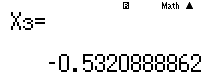 R Math ▲
X₃=
-0.5320888862